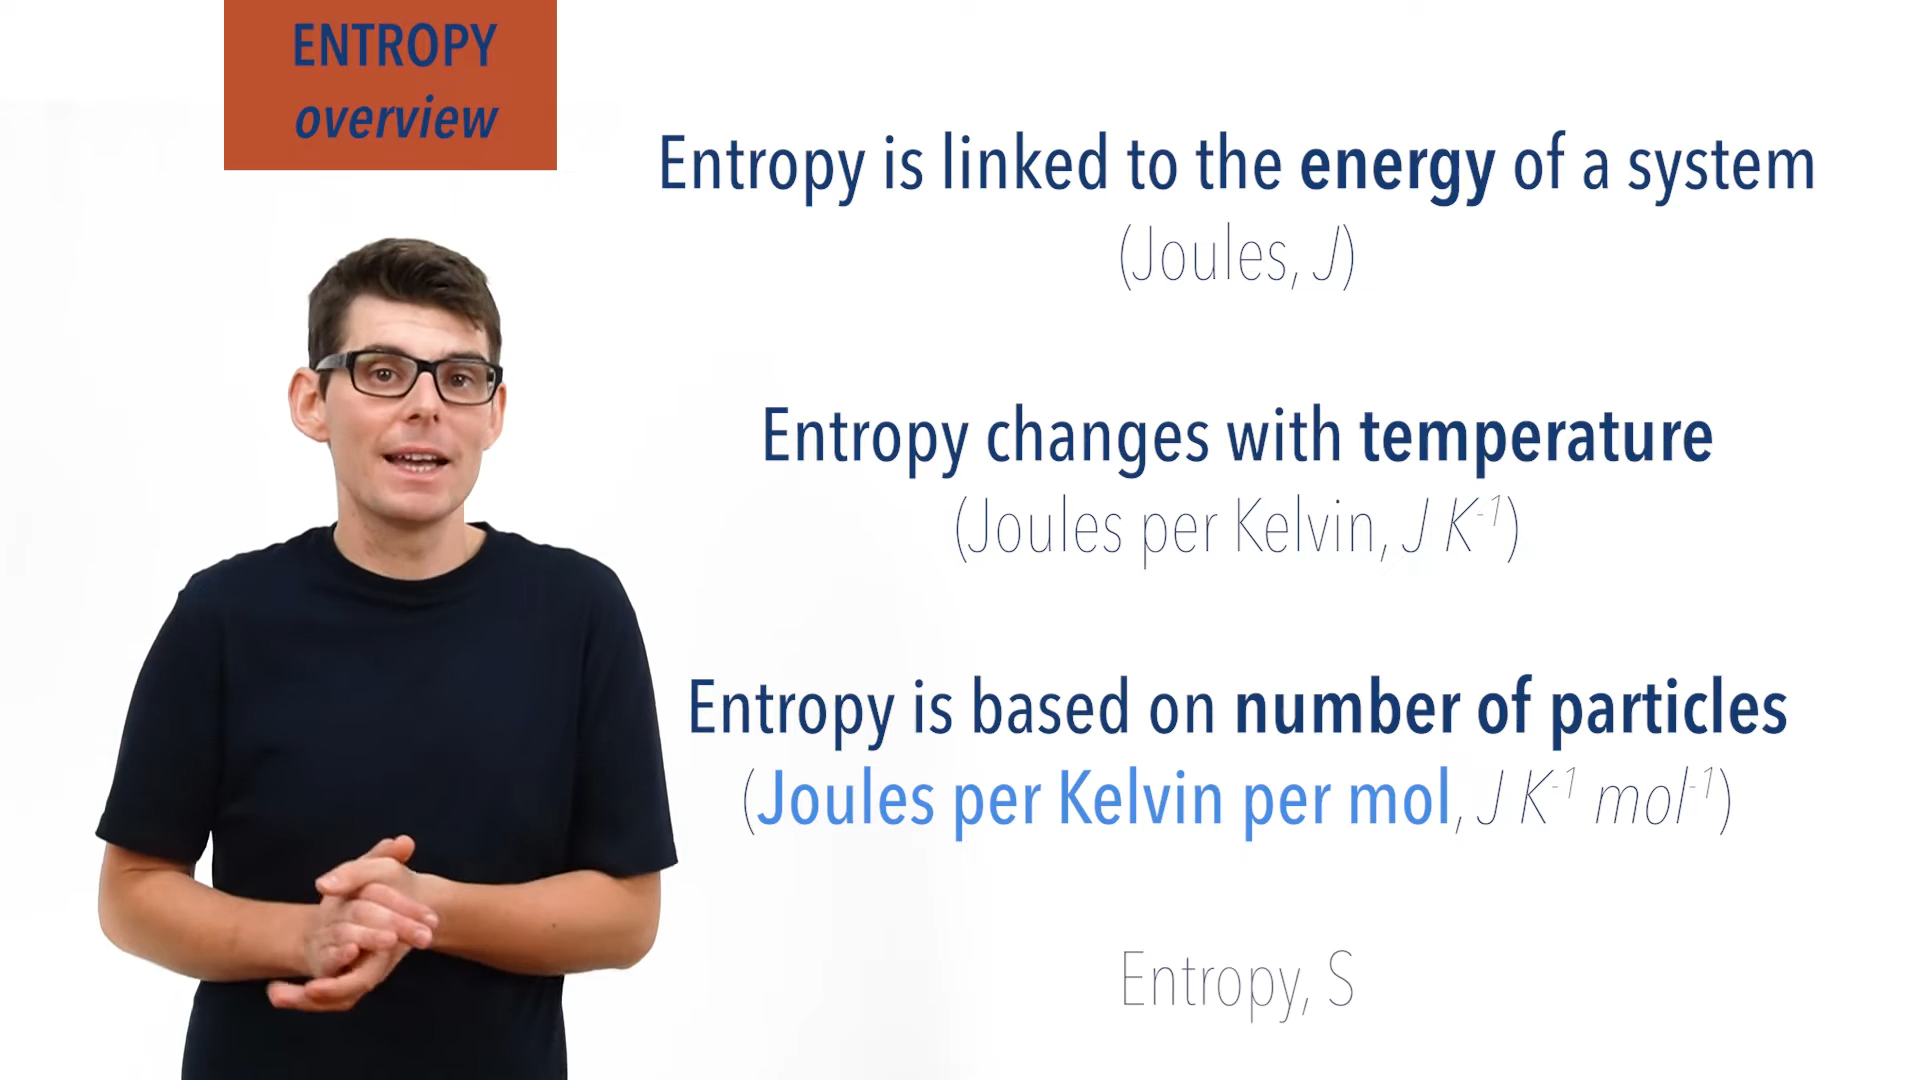 ENTROPY
overview
Entropy is linked to the energy of a system
(Joules, J)
Entropy changes with temperature
(Joules per Kelvin, J K⁻¹)
Entropy is based on number of particles
(Joules per Kelvin per mol, J K⁻¹ mol⁻¹)
Entropy, S